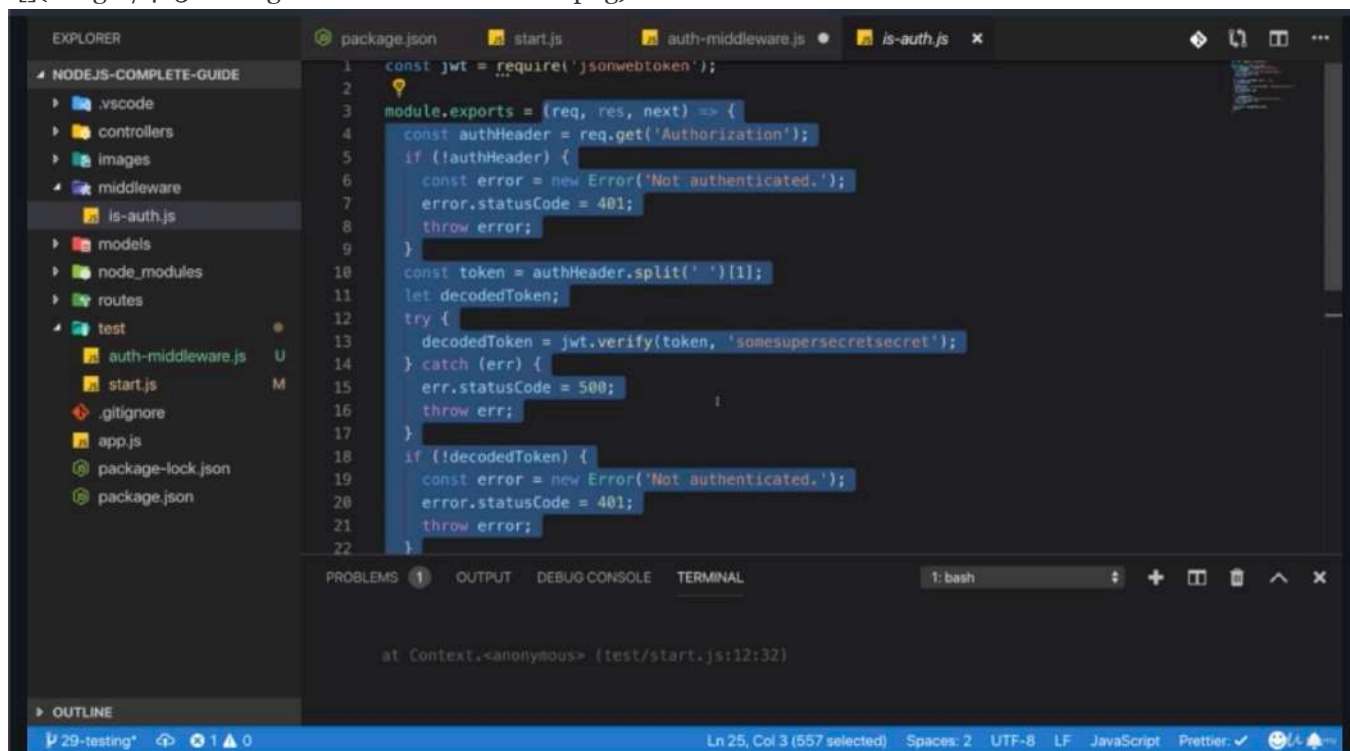 EXPLORER
package.json
start.js
auth-middleware.js
is-auth.js
NODEJS-COMPLETE-GUIDE
.vscode
controllers
images
middleware
is-auth.js
models
node_modules
routes
test
auth-middleware.js U
start.js M
.gitignore
app.js
package-lock.json
package.json
OUTLINE
1 const jwt = require('jsonwebtoken');
2
3 module.exports = (req, res, next) => {
4 const authHeader = req.get('Authorization');
5 if (!authHeader) {
6 const error = new Error('Not authenticated.');
7 error.statusCode = 401;
8 throw error;
9 }
10 const token = authHeader.split(' ')[1];
11 let decodedToken;
12 try {
13 decodedToken = jwt.verify(token, 'somesupersecretsecret');
14 } catch (err) {
15 err.statusCode = 500;
16 throw err;
17 }
18 if (!decodedToken) {
19 const error = new Error('Not authenticated.');
20 error.statusCode = 401;
21 throw error;
22 }
PROBLEMS 1 OUTPUT DEBUG CONSOLE TERMINAL 1: bash
at Context.<anonymous> (test/start.js:12:32)
29-testing* 1 0 Ln 25, Col 3 (557 selected) Spaces: 2 UTF-8 LF JavaScript Prettier: ✓